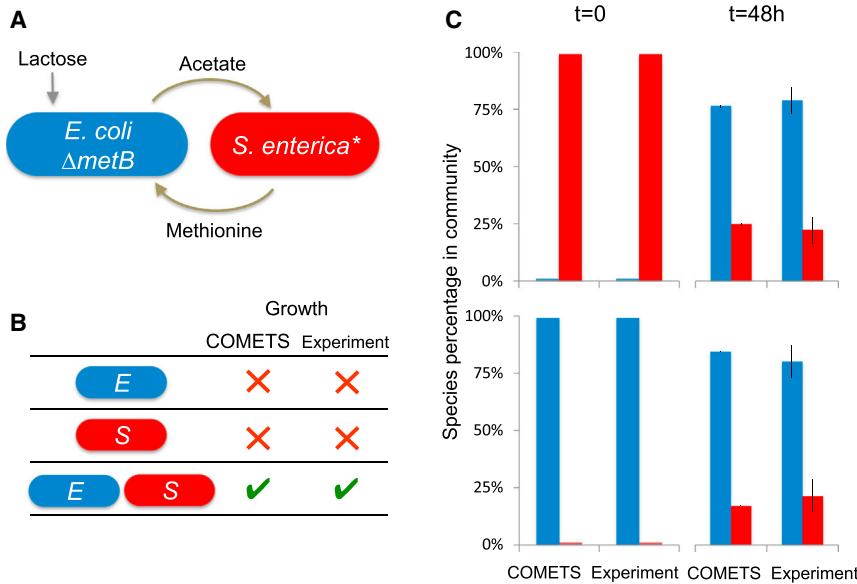 A
Lactose
Acetate
E. coli
ΔmetB
S. enterica*
Methionine
B
Growth
COMETS Experiment
E
S
E S
C
t=0 t=48h
Species percentage in community
100%
75%
50%
25%
0%
100%
75%
50%
25%
0%
COMETS Experiment COMETS Experiment